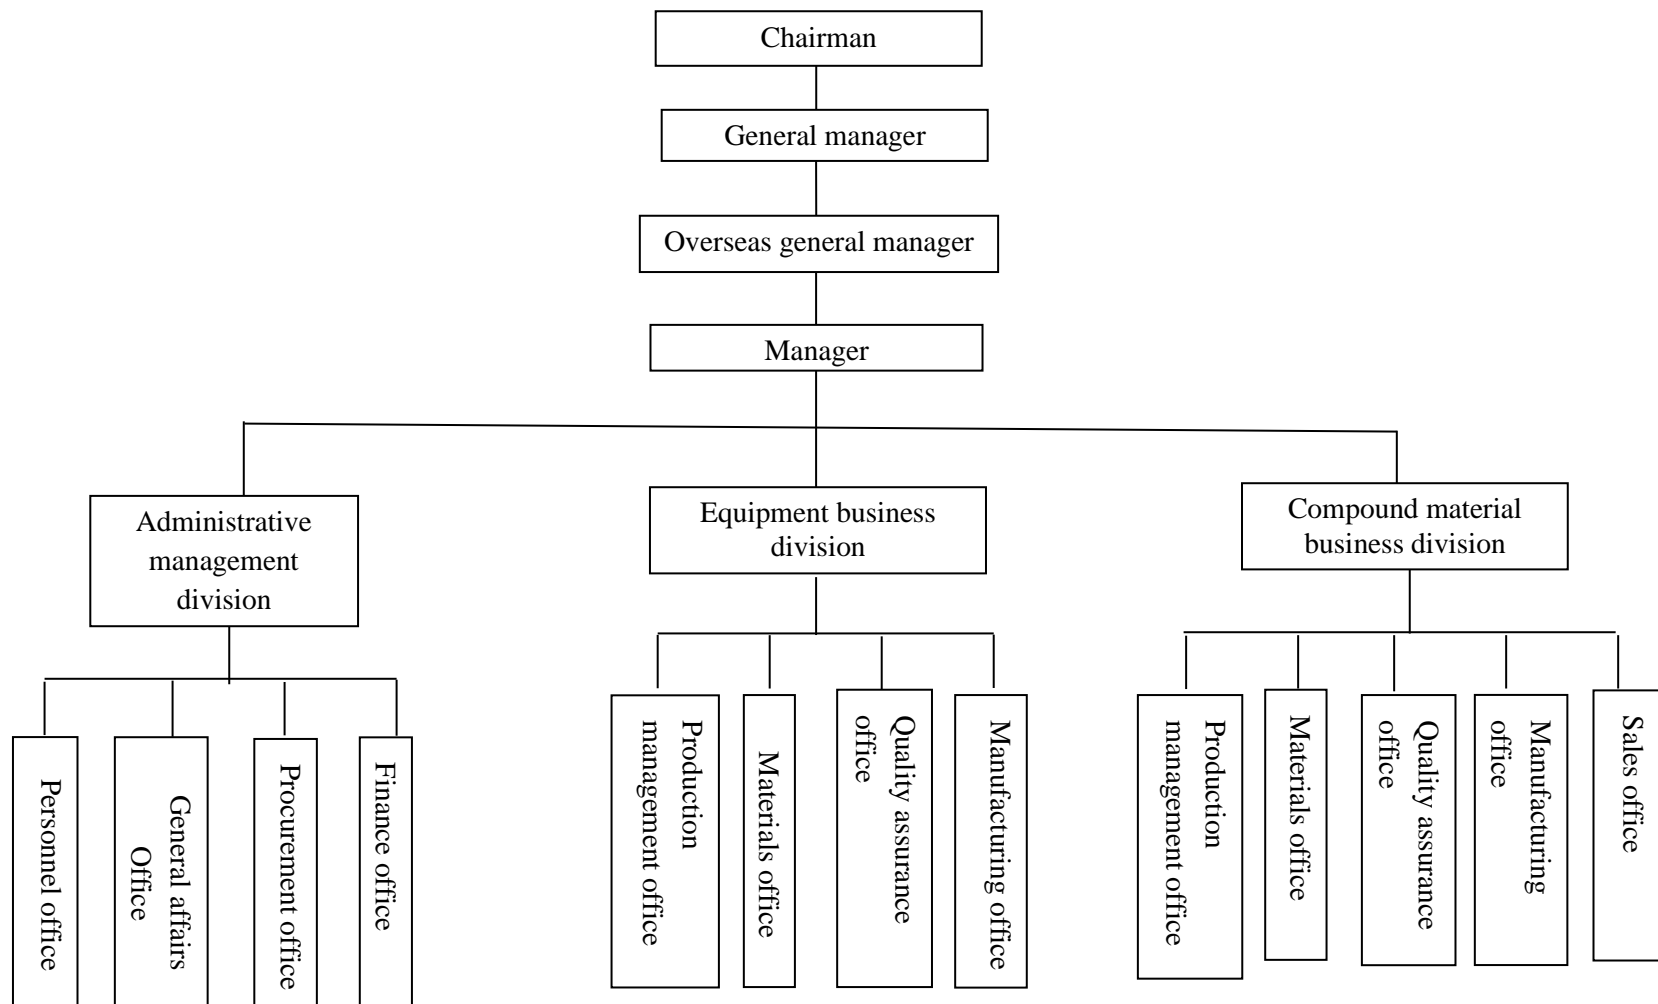 Chairman
General manager
Overseas general manager
Manager
Administrative
management
division
Equipment business
division
Compound material
business division
Personnel office
General affairs
Office
Procurement office
Finance office
Production
management office
Materials office
Quality assurance
office
Manufacturing office
Production
management office
Materials office
Quality assurance
office
Manufacturing
office
Sales office